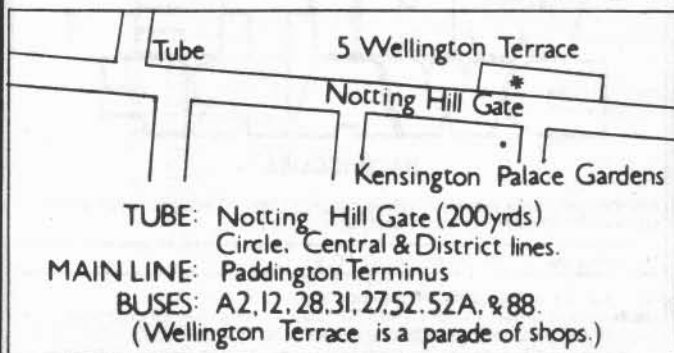 Tube
5 Wellington Terrace
*
Notting Hill Gate
Kensington Palace Gardens
TUBE: Notting Hill Gate (200yrds)
Circle, Central & District lines.
MAIN LINE: Paddington Terminus
BUSES: A2, 12, 28. 31, 27 52. 52A, & 88.
(Wellington Terrace is a parade of shops.)